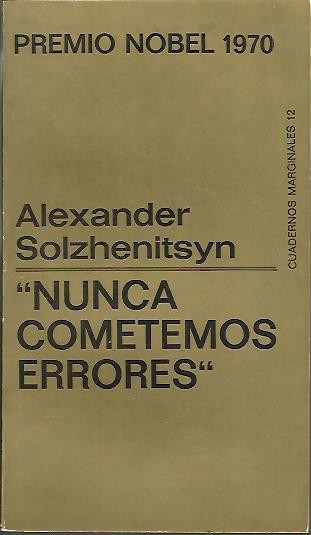 PREMIO NOBEL 1970
CUADERNOS MARGINALES 12
Alexander
Solzhenitsyn
“NUNCA
COMETEMOS
ERRORES“